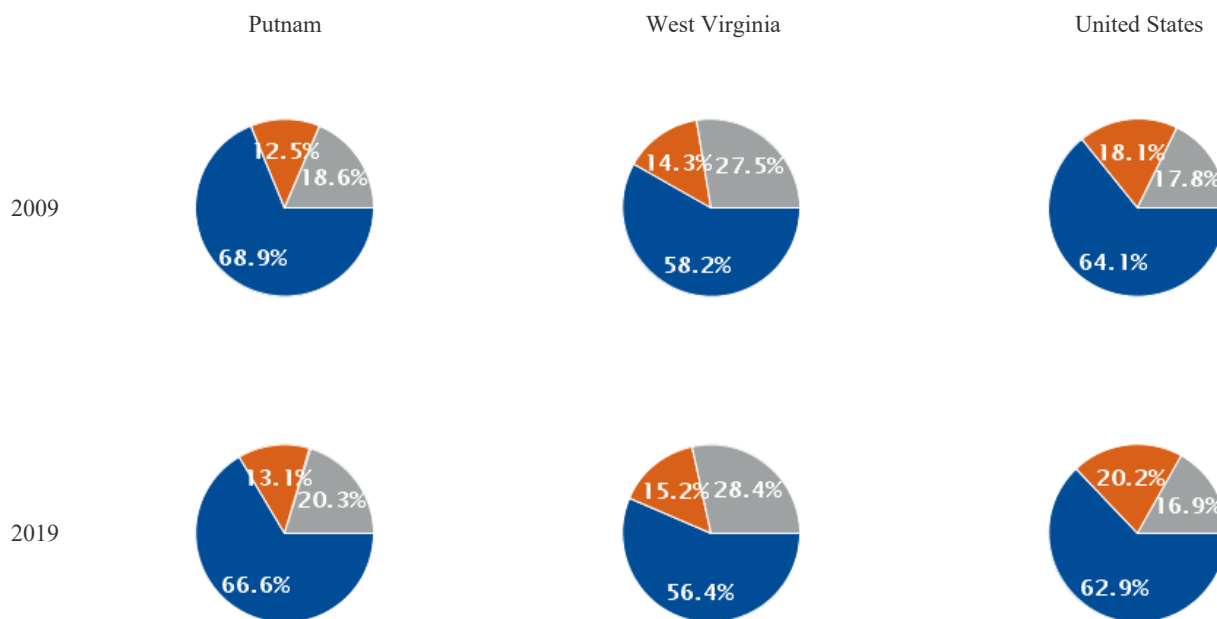 Putnam West Virginia United States
12.5% 18.6% 14.3% 27.5% 18.1% 17.8%
2009
68.9% 58.2% 64.1%
13.1% 20.3% 15.2% 28.4% 20.2% 16.9%
2019
66.6% 56.4% 62.9%